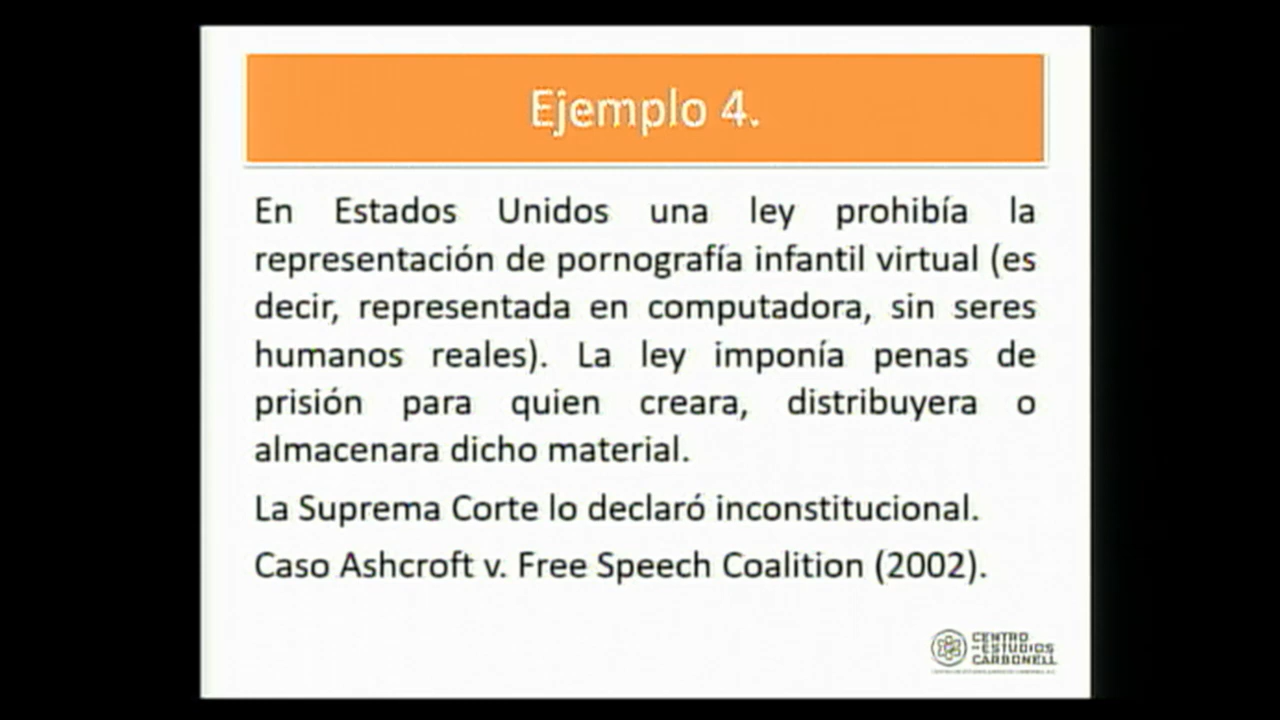 Ejemplo 4.
En Estados Unidos una ley prohibía la
representación de pornografía infantil virtual (es
decir, representada en computadora, sin seres
humanos reales). La ley imponía penas de
prisión para quien creara, distribuyera o
almacenara dicho material.
La Suprema Corte lo declaró inconstitucional.
Caso Ashcroft v. Free Speech Coalition (2002).
CENTRO
DE ESTUDIOS
CARBONELL